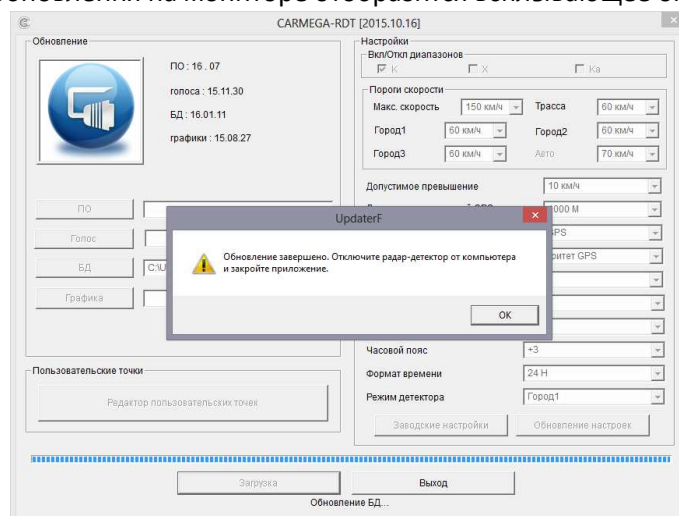 CARMEGA-RDT [2015.10.16]
Обновление
ПО : 16 . 07
голоса : 15.11.30
БД : 16.01.11
графики : 15.08.27
ПО
Голос
БД
C:\U
Графика
Пользовательские точки
Редактор пользовательских точек
Настройки
Вкл/Откл диапазонов
K X Ka
Пороги скорости
Макс. скорость 150 км/ч Трасса 60 км/ч
Город1 60 км/ч Город2 60 км/ч
Город3 60 км/ч Авто 70 км/ч
Допустимое превышение 10 км/ч
000 М
GPS
оритет GPS
Часовой пояс +3
Формат времени 24 H
Режим детектора Город1
Заводские настройки Обновление настроек
UpdaterF
Обновление завершено. Отключите радар-детектор от компьютера
и закройте приложение.
OK
Загрузка Выход
Обновление БД...